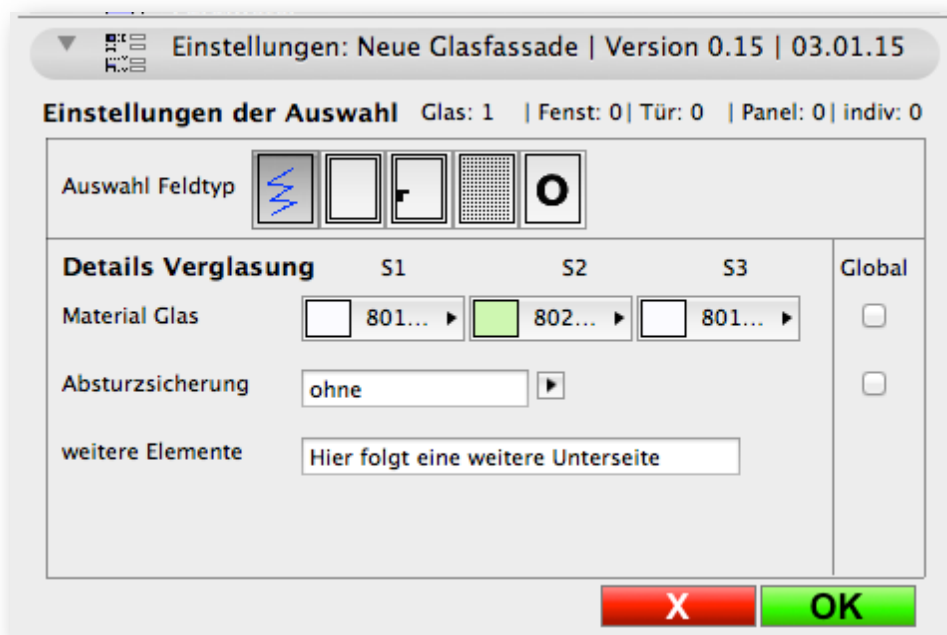 Einstellungen: Neue Glasfassade | Version 0.15 | 03.01.15
Einstellungen der Auswahl Glas: 1 | Fenst: 0| Tür: 0 | Panel: 0| indiv: 0
Auswahl Feldtyp O
Details Verglasung S1 S2 S3 Global
Material Glas 801... 802... 801...
Absturzsicherung ohne
weitere Elemente Hier folgt eine weitere Unterseite
X OK